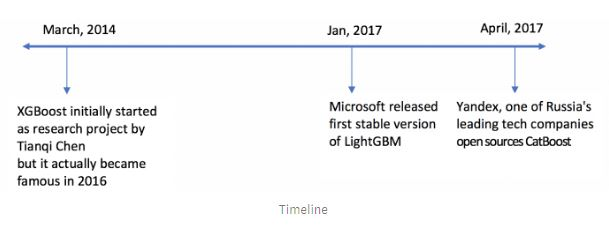 March, 2014
Jan, 2017
April, 2017
XGBoost initially started
as research project by
Tianqi Chen
but it actually became
famous in 2016
Microsoft released
first stable version
of LightGBM
Yandex, one of Russia's
leading tech companies
open sources CatBoost
Timeline